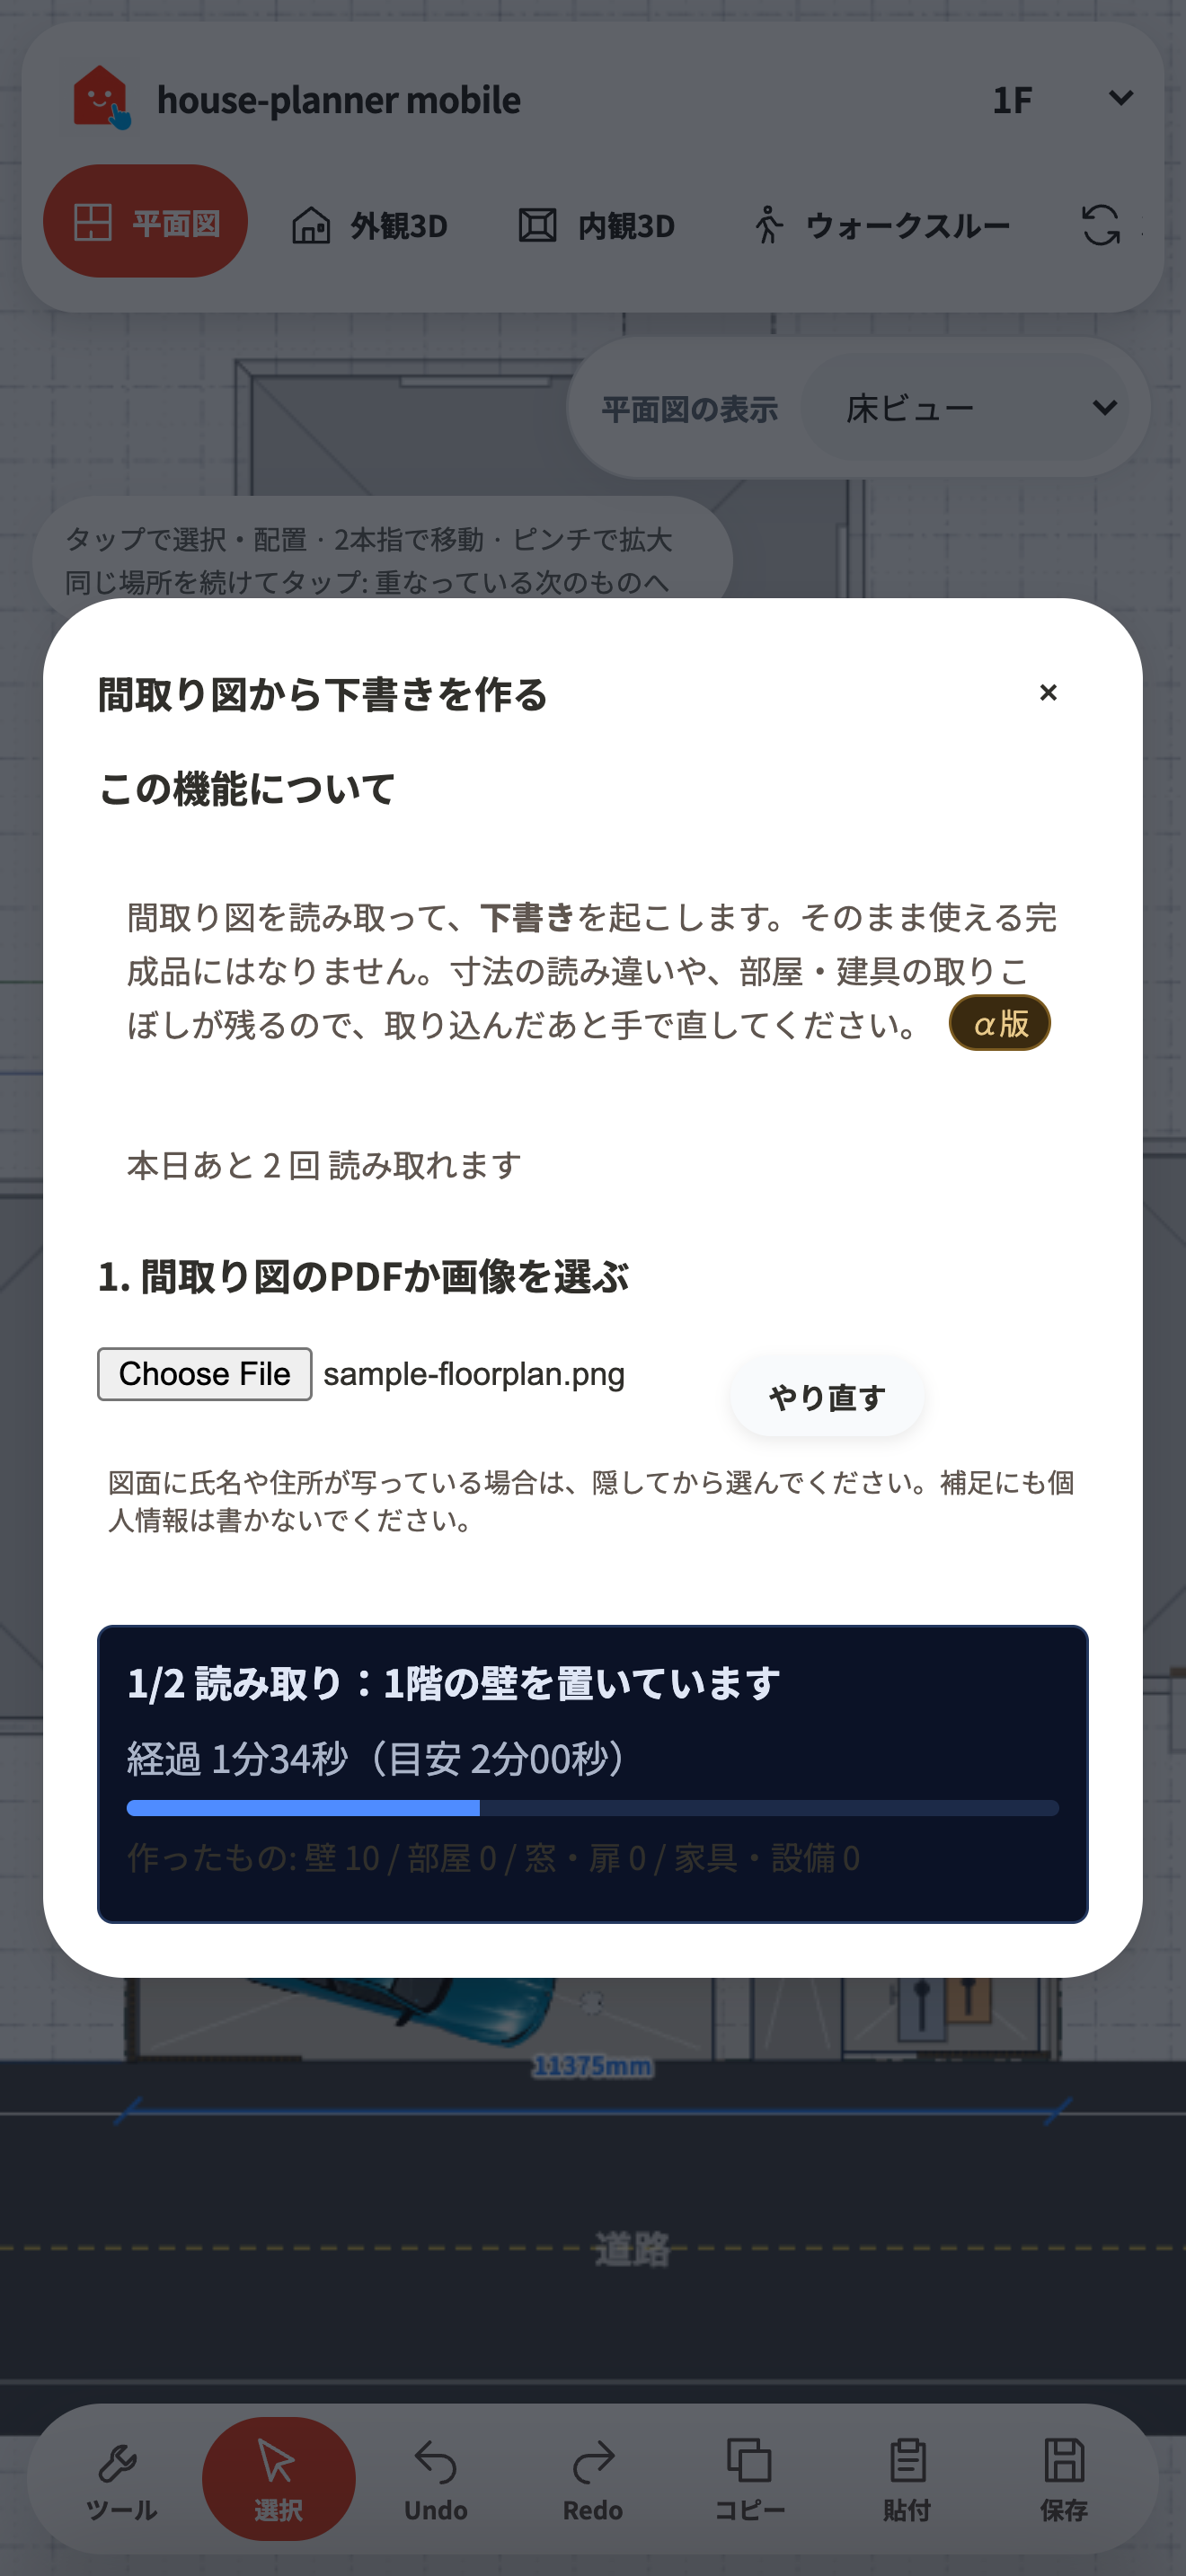 house-planner mobile
1F
平面図
外観3D
内観3D
ウォークスルー
平面図の表示
床ビュー
タップで選択・配置・2本指で移動・ピンチで拡大
同じ場所を続けてタップ: 重なっている次のものへ
間取り図から下書きを作る
×
この機能について
間取り図を読み取って、下書きを起こします。そのまま使える完
成品にはなりません。寸法の読み違いや、部屋・建具の取りこ
ぼしが残るので、取り込んだあと手で直してください。 α版
本日あと 2 回 読み取れます
1. 間取り図のPDFか画像を選ぶ
Choose File sample-floorplan.png
やり直す
図面に氏名や住所が写っている場合は、隠してから選んでください。補足にも個
人情報は書かないでください。
1/2 読み取り：1階の壁を置いています
経過 1分34秒（目安 2分00秒）
作ったもの: 壁 10 / 部屋 0 / 窓・扉 0 / 家具・設備 0
11375mm
道路
ツール
選択
Undo
Redo
コピー
貼付
保存